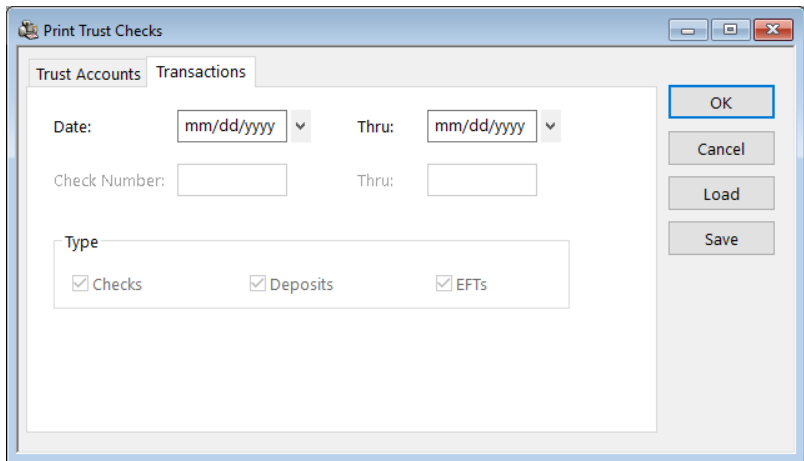 Print Trust Checks
Trust Accounts Transactions
Date: mm/dd/yyyy Thru: mm/dd/yyyy
Check Number: Thru:
Type
Checks Deposits EFTs
OK
Cancel
Load
Save